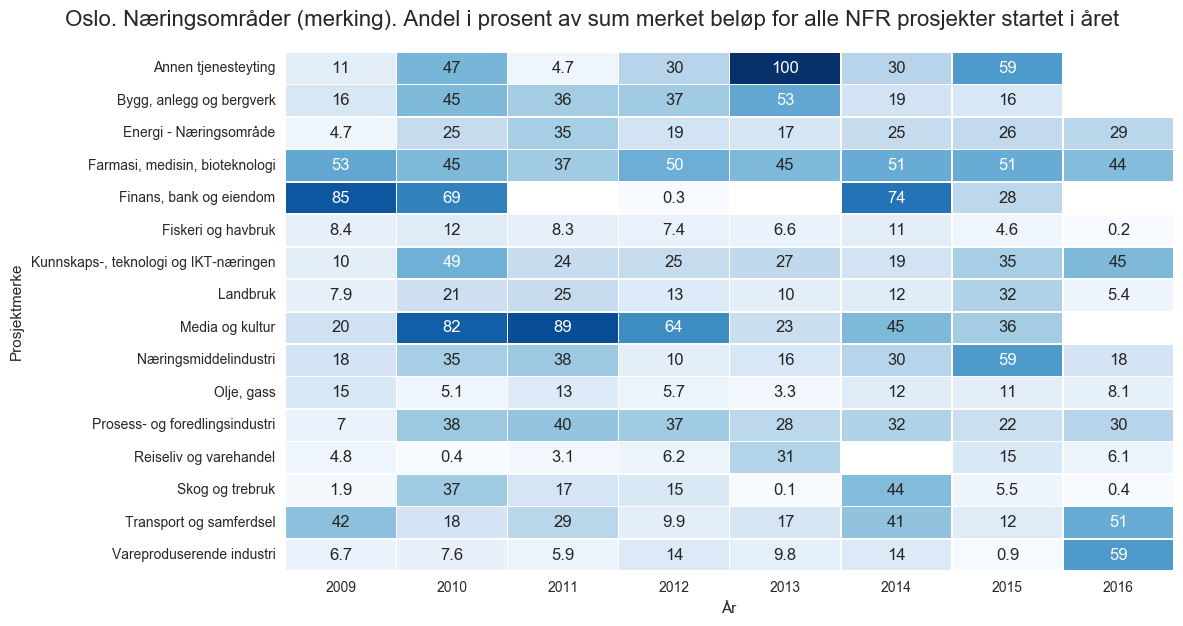 Oslo. Næringsområder (merking). Andel i prosent av sum merket beløp for alle NFR prosjekter startet i året
Prosjektmerke
Annen tjenesteyting 11 47 4.7 30 100 30 59
Bygg, anlegg og bergverk 16 45 36 37 53 19 16
Energi - Næringsområde 4.7 25 35 19 17 25 26 29
Farmasi, medisin, bioteknologi 53 45 37 50 45 51 51 44
Finans, bank og eiendom 85 69 0.3 74 28
Fiskeri og havbruk 8.4 12 8.3 7.4 6.6 11 4.6 0.2
Kunnskaps-, teknologi og IKT-næringen 10 49 24 25 27 19 35 45
Landbruk 7.9 21 25 13 10 12 32 5.4
Media og kultur 20 82 89 64 23 45 36
Næringsmiddelindustri 18 35 38 10 16 30 59 18
Olje, gass 15 5.1 13 5.7 3.3 12 11 8.1
Prosess- og foredlingsindustri 7 38 40 37 28 32 22 30
Reiseliv og varehandel 4.8 0.4 3.1 6.2 31 15 6.1
Skog og trebruk 1.9 37 17 15 0.1 44 5.5 0.4
Transport og samferdsel 42 18 29 9.9 17 41 12 51
Vareproduserende industri 6.7 7.6 5.9 14 9.8 14 0.9 59
2009 2010 2011 2012 2013 2014 2015 2016
År